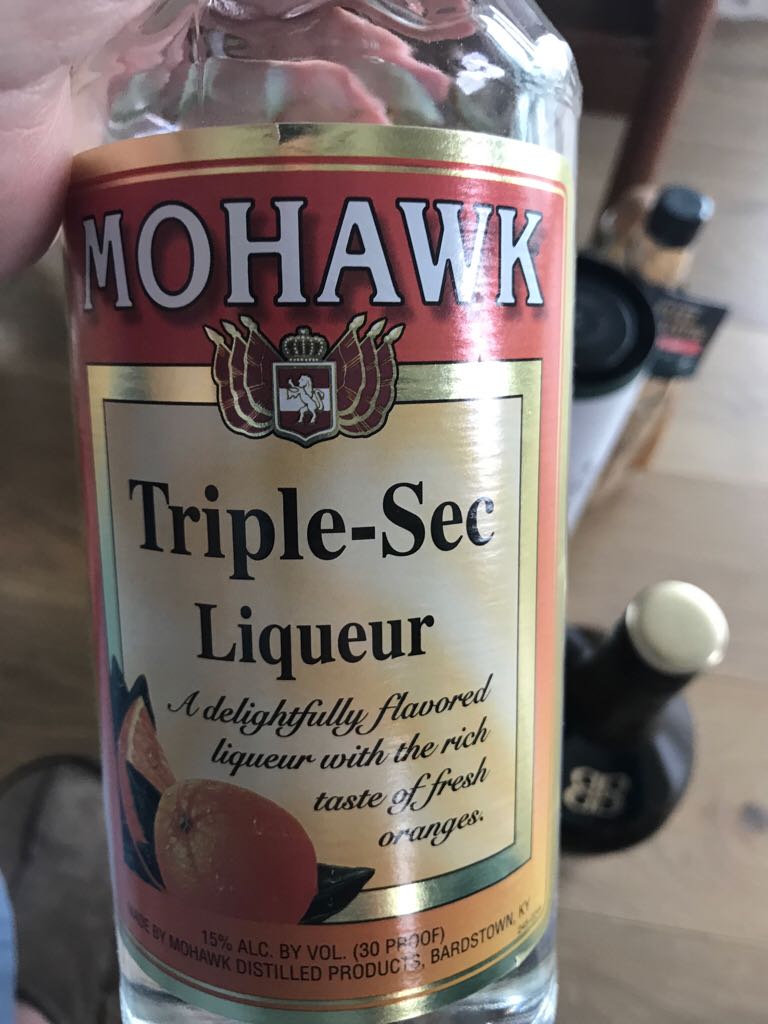 MOHAWK
Triple-Sec
Liqueur
A delightfully flavored
liqueur with the rich
taste of fresh
oranges.
15% ALC. BY VOL. (30 PROOF)
MADE BY MOHAWK DISTILLED PRODUCTS, BARDSTOWN, KY